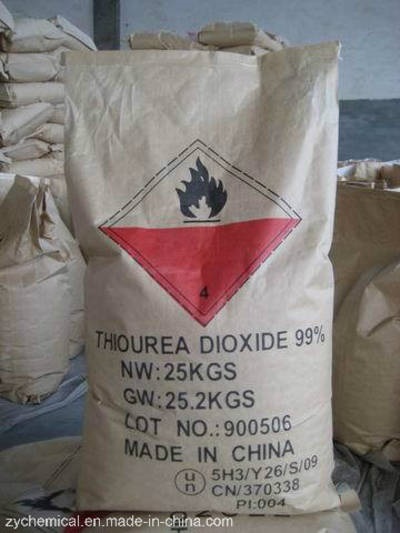 4
THIOUREA DIOXIDE 99%
NW:25KGS
GW:25.2KGS
LOT NO.:900506
MADE IN CHINA
un 5H3/Y26/S/09
CN/370338
PI:004
zychemical.en.made-in-china.com